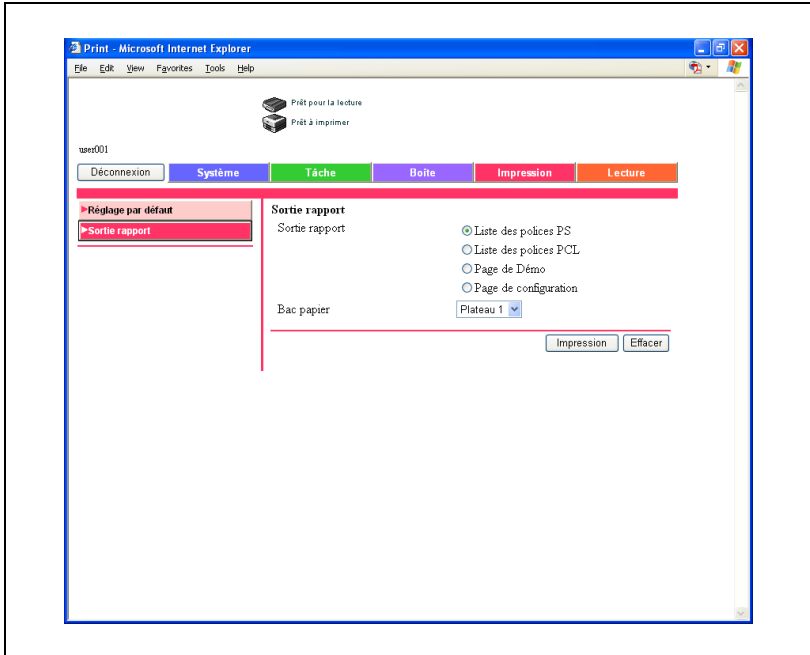 Print - Microsoft Internet Explorer
File Edit View Favorites Tools Help
Prêt pour la lecture
Prêt à imprimer
user001
Déconnexion Système Tâche Boîte Impression Lecture
Réglage par défaut
Sortie rapport
Sortie rapport
Sortie rapport
Liste des polices PS
Liste des polices PCL
Page de Démo
Page de configuration
Bac papier Plateau 1
Impression Effacer